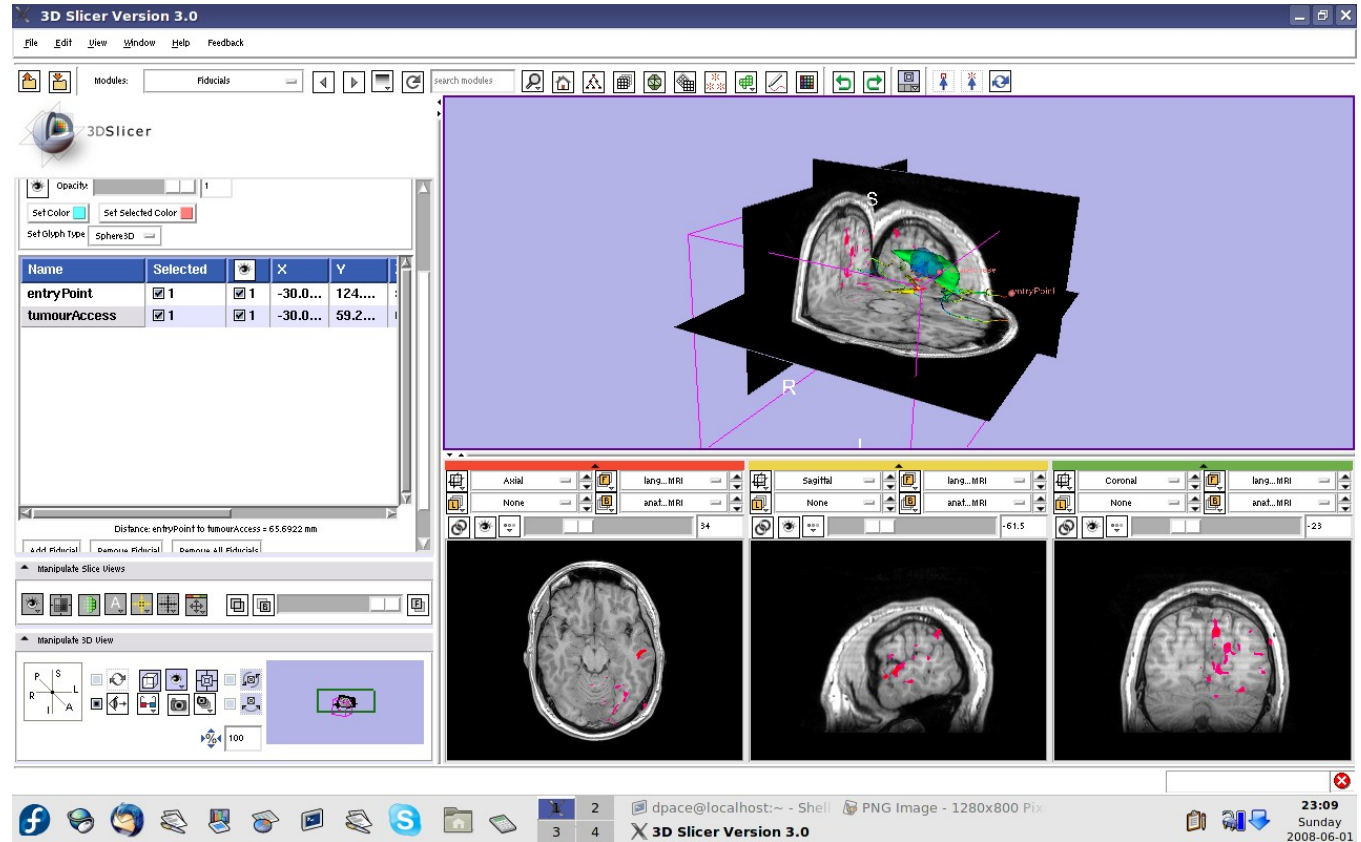 3D Slicer Version 3.0
File Edit View Window Help Feedback
Modules: Fiducials search modules
3DSlicer
Opacity: 1
Set Color Set Selected Color
Set Glyph Type Sphere3D
Name Selected X Y
entryPoint 1 1 -30.0... 124....
tumourAccess 1 1 -30.0... 59.2...
Distance: entryPoint to tumourAccess = 65.6922 mm
Add Fiducial Remove Fiducial Remove All Fiducials
Manipulate Slice Views
Manipulate 3D View
P S
R L
I A
100
S
entryPoint
R
Axial lang...MRI
None anat...MRI
34
Sagittal lang...MRI
None anat...MRI
-61.5
Coronal lang...MRI
None anat...MRI
-23
1 2
3 4
dpace@localhost:~ - Shell
PNG Image - 1280x800 Pix
3D Slicer Version 3.0
23:09
Sunday
2008-06-01